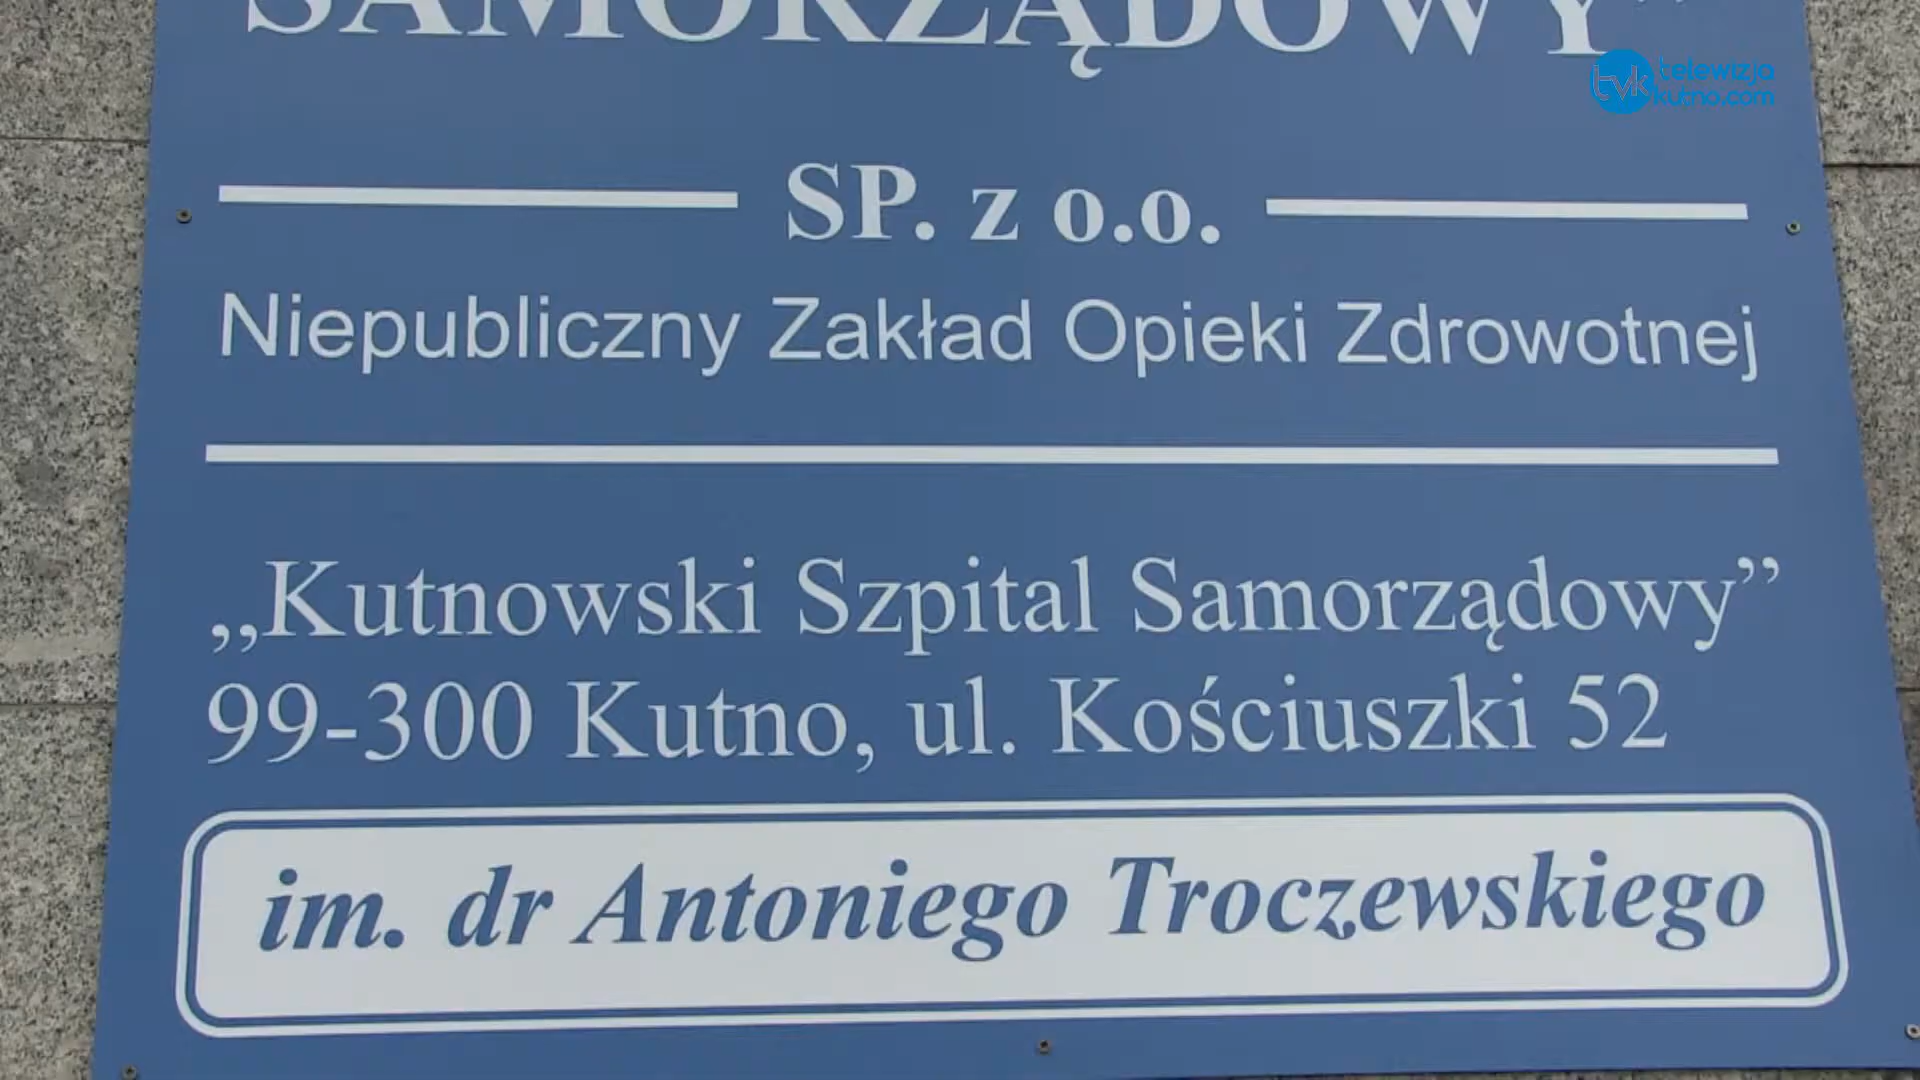 SAMORZĄDOWY”
telewizja
tvk kutno.com
SP. z o.o.
Niepubliczny Zakład Opieki Zdrowotnej
„Kutnowski Szpital Samorządowy”
99-300 Kutno, ul. Kościuszki 52
im. dr Antoniego Troczewskiego